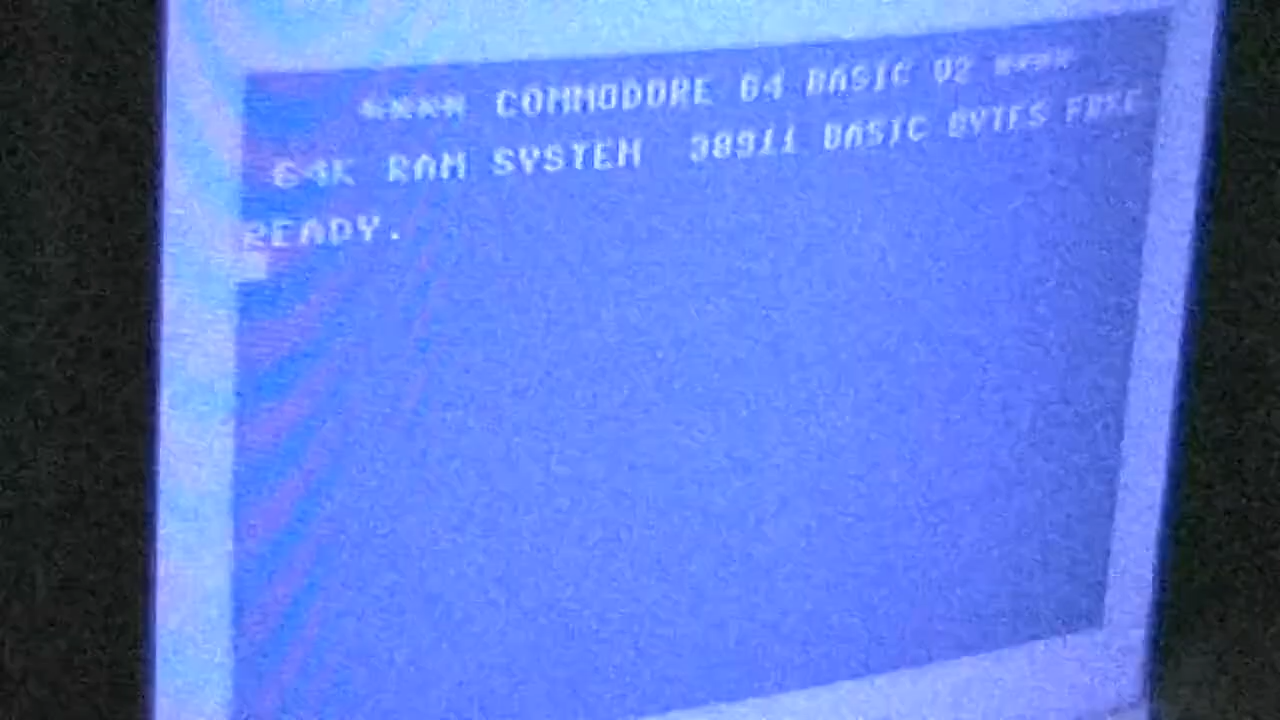 **** COMMODORE 64 BASIC V2 ****
64K RAM SYSTEM 38911 BASIC BYTES FREE
READY.